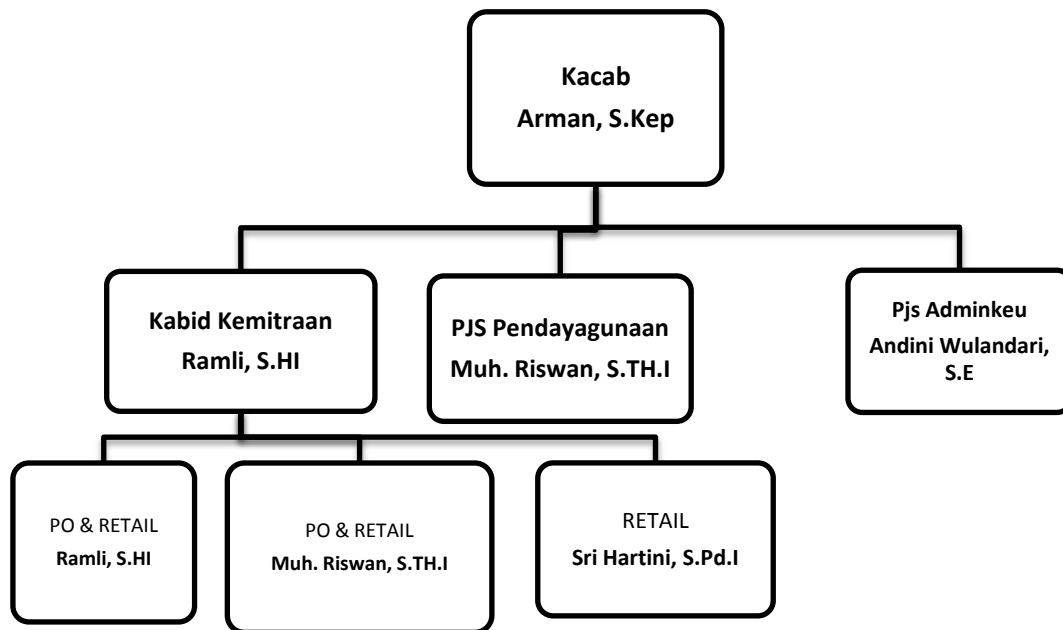 Kacab
Arman, S.Kep
Kabid Kemitraan
Ramli, S.HI
PJS Pendayagunaan
Muh. Riswan, S.TH.I
Pjs Adminkeu
Andini Wulandari,
S.E
PO & RETAIL
Ramli, S.HI
PO & RETAIL
Muh. Riswan, S.TH.I
RETAIL
Sri Hartini, S.Pd.I